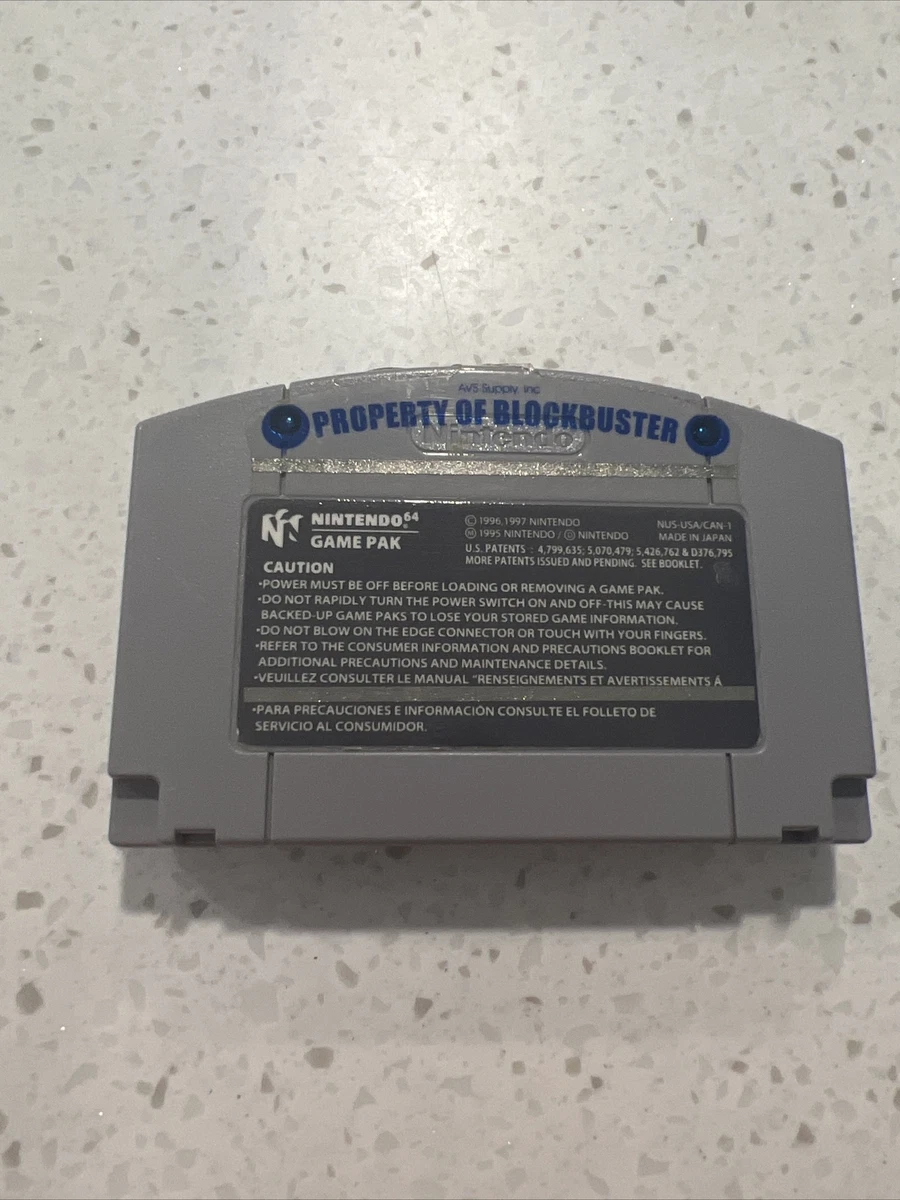 AVS Supply, Inc
PROPERTY OF BLOCKBUSTER
Nintendo
NINTENDO⁶⁴
GAME PAK
© 1996,1997 NINTENDO
Ⓜ 1995 NINTENDO / Ⓓ NINTENDO
NUS-USA/CAN-1
MADE IN JAPAN
U.S. PATENTS : 4,799,635; 5,070,479; 5,426,762 & D376,795
MORE PATENTS ISSUED AND PENDING. SEE BOOKLET.
CAUTION
•POWER MUST BE OFF BEFORE LOADING OR REMOVING A GAME PAK.
•DO NOT RAPIDLY TURN THE POWER SWITCH ON AND OFF-THIS MAY CAUSE
BACKED-UP GAME PAKS TO LOSE YOUR STORED GAME INFORMATION.
•DO NOT BLOW ON THE EDGE CONNECTOR OR TOUCH WITH YOUR FINGERS.
•REFER TO THE CONSUMER INFORMATION AND PRECAUTIONS BOOKLET FOR
ADDITIONAL PRECAUTIONS AND MAINTENANCE DETAILS.
•VEUILLEZ CONSULTER LE MANUAL "RENSEIGNEMENTS ET AVERTISSEMENTS À
•PARA PRECAUCIONES E INFORMACIÓN CONSULTE EL FOLLETO DE
SERVICIO AL CONSUMIDOR.